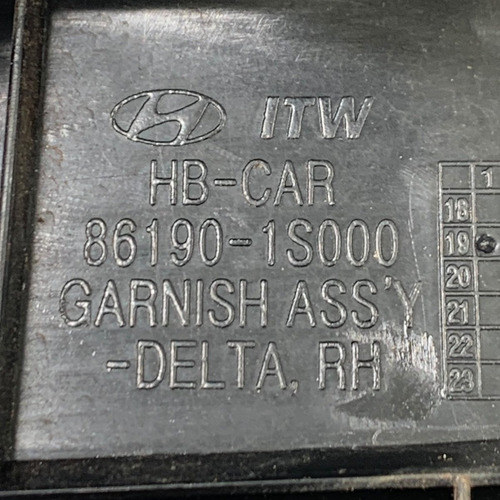 ITW
HB-CAR
86190-1S000
GARNISH ASS'Y
-DELTA, RH
1
18
19
20
21
22
23